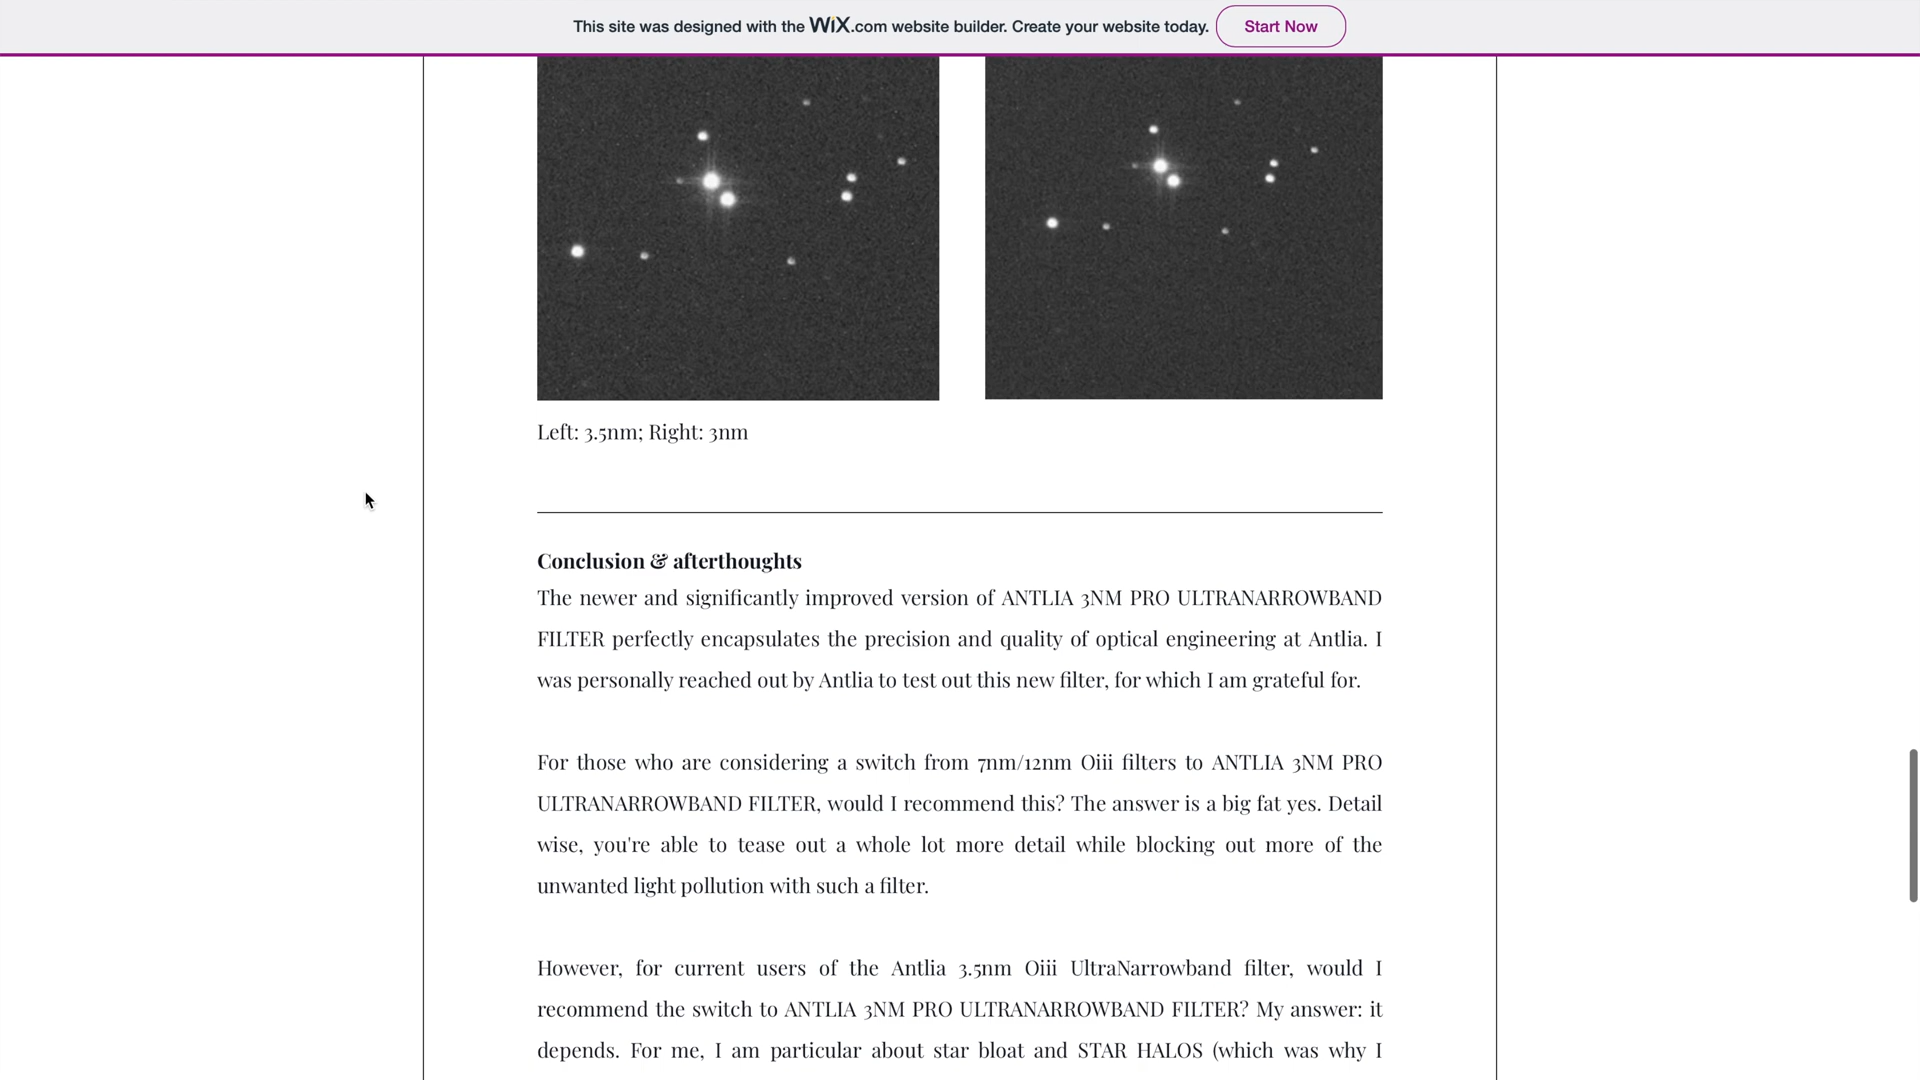 This site was designed with the WiX.com website builder. Create your website today. Start Now
Left: 3.5nm; Right: 3nm
Conclusion & afterthoughts
The newer and significantly improved version of ANTLIA 3NM PRO ULTRANARROWBAND
FILTER perfectly encapsulates the precision and quality of optical engineering at Antlia. I
was personally reached out by Antlia to test out this new filter, for which I am grateful for.
For those who are considering a switch from 7nm/12nm Oiii filters to ANTLIA 3NM PRO
ULTRANARROWBAND FILTER, would I recommend this? The answer is a big fat yes. Detail
wise, you're able to tease out a whole lot more detail while blocking out more of the
unwanted light pollution with such a filter.
However, for current users of the Antlia 3.5nm Oiii UltraNarrowband filter, would I
recommend the switch to ANTLIA 3NM PRO ULTRANARROWBAND FILTER? My answer: it
depends. For me, I am particular about star bloat and STAR HALOS (which was why I